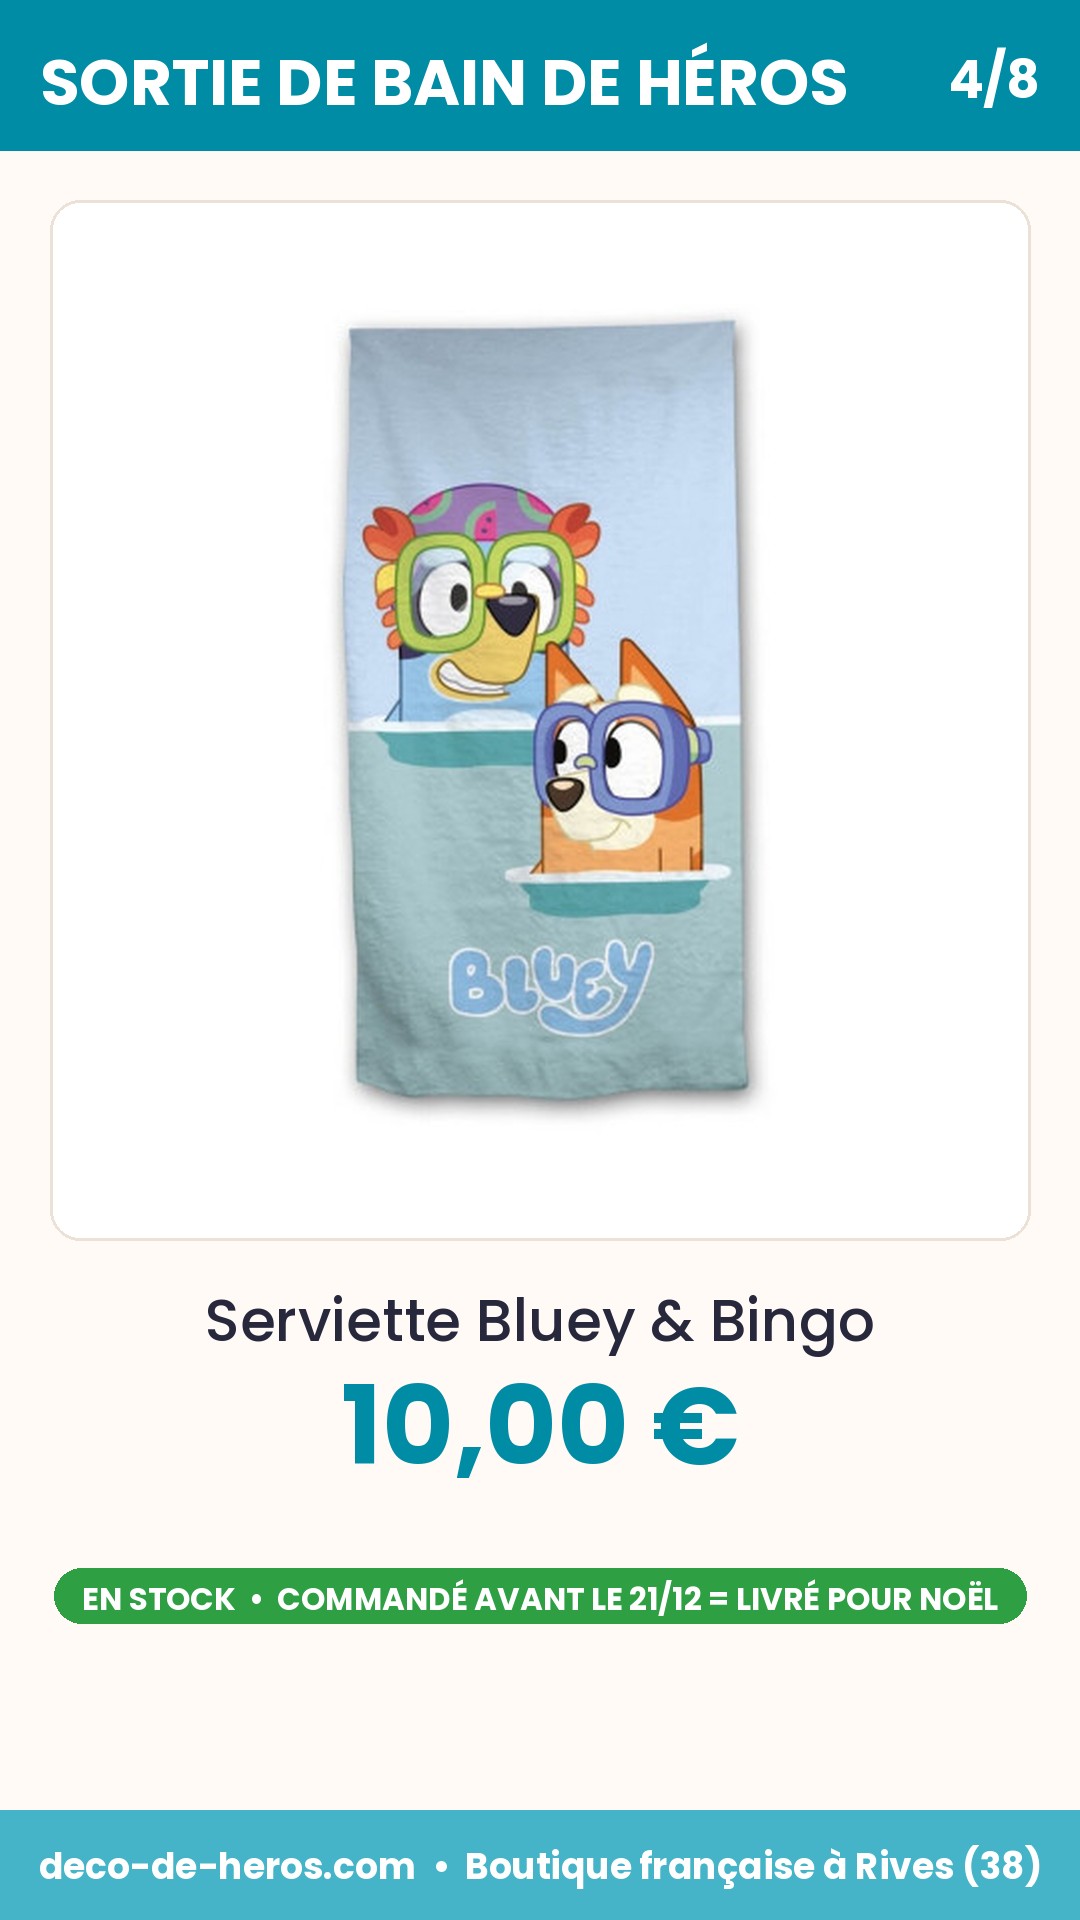 SORTIE DE BAIN DE HÉROS 4/8
BLUEY
Serviette Bluey & Bingo
10,00 €
EN STOCK • COMMANDÉ AVANT LE 21/12 = LIVRÉ POUR NOËL
deco-de-heros.com • Boutique française à Rives (38)